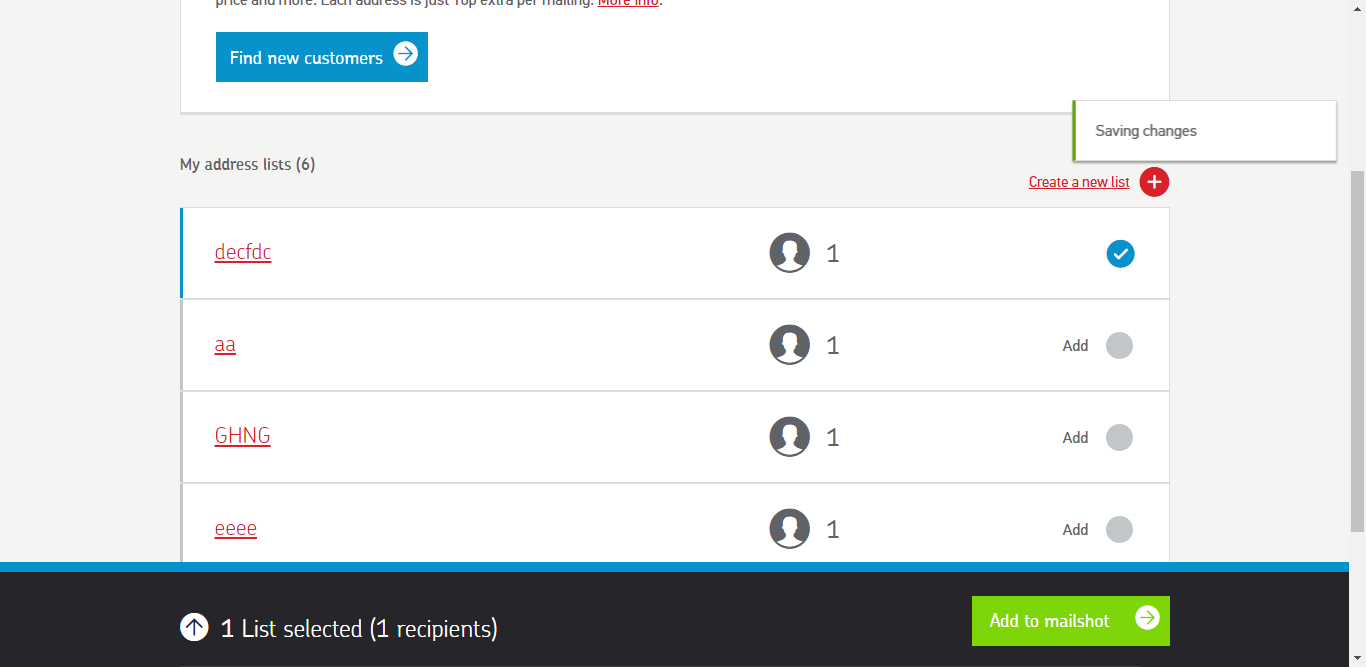 price and more. Each address is just 10p extra per mailing. More info.
Find new customers
Saving changes
My address lists (6)
Create a new list
decfdc 1
aa 1 Add
GHNG 1 Add
eeee 1 Add
1 List selected (1 recipients)
Add to mailshot